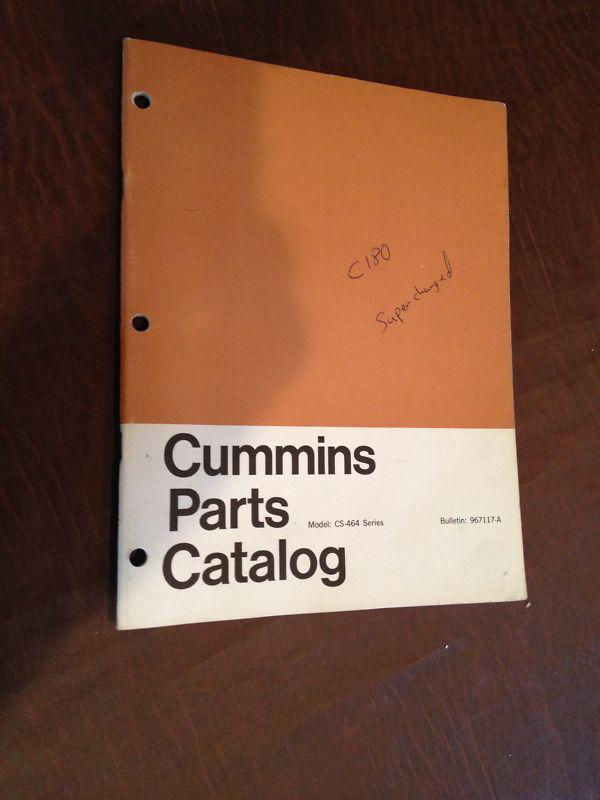 C180
Supercharged
Cummins
Parts
Model: CS-464 Series
Bulletin: 967117-A
Catalog